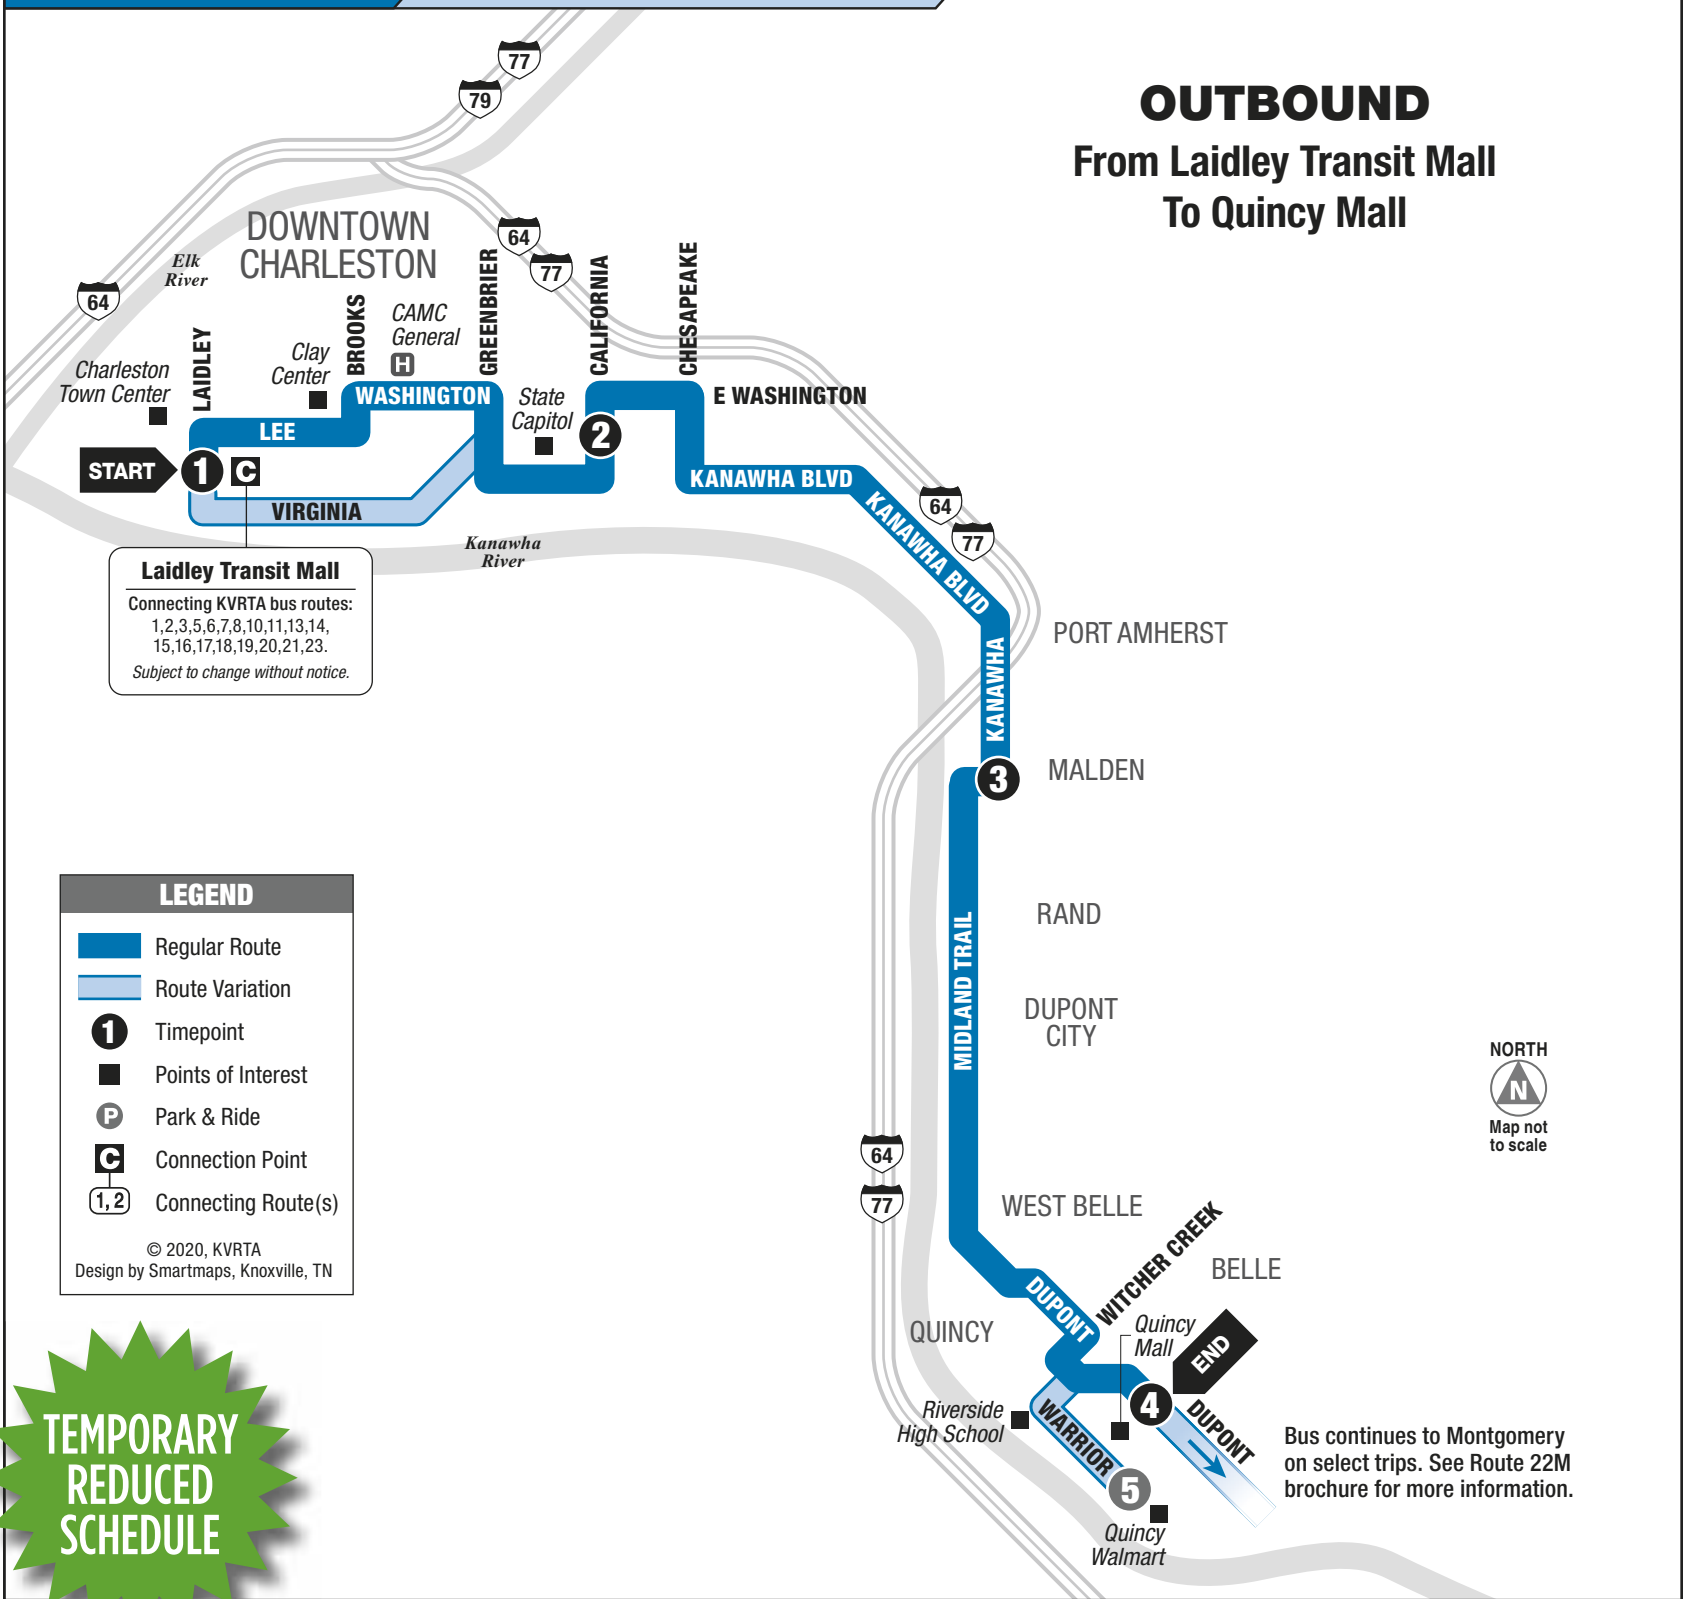 OUTBOUND
From Laidley Transit Mall
To Quincy Mall
77
79
64
77
64
DOWNTOWN
CHARLESTON
Elk
River
LAIDLEY
BROOKS
GREENBRIER
CALIFORNIA
CHESAPEAKE
CAMC
General
H
Clay
Center
Charleston
Town Center
State
Capitol
WASHINGTON
E WASHINGTON
LEE
START
1
C
2
VIRGINIA
KANAWHA BLVD
KANAWHA BLVD
64
77
Kanawha
River
Laidley Transit Mall
Connecting KVRTA bus routes:
1,2,3,5,6,7,8,10,11,13,14,
15,16,17,18,19,20,21,23.
Subject to change without notice.
PORT AMHERST
KANAWHA
3
MALDEN
RAND
MIDLAND TRAIL
DUPONT
CITY
64
77
WEST BELLE
WITCHER CREEK
BELLE
DUPONT
QUINCY
Quincy
Mall
END
4
DUPONT
Riverside
High School
WARRIOR
5
Quincy
Walmart
Bus continues to Montgomery
on select trips. See Route 22M
brochure for more information.
NORTH
N
Map not
to scale
LEGEND
Regular Route
Route Variation
1 Timepoint
Points of Interest
P Park & Ride
C Connection Point
1, 2 Connecting Route(s)
© 2020, KVRTA
Design by Smartmaps, Knoxville, TN
TEMPORARY
REDUCED
SCHEDULE